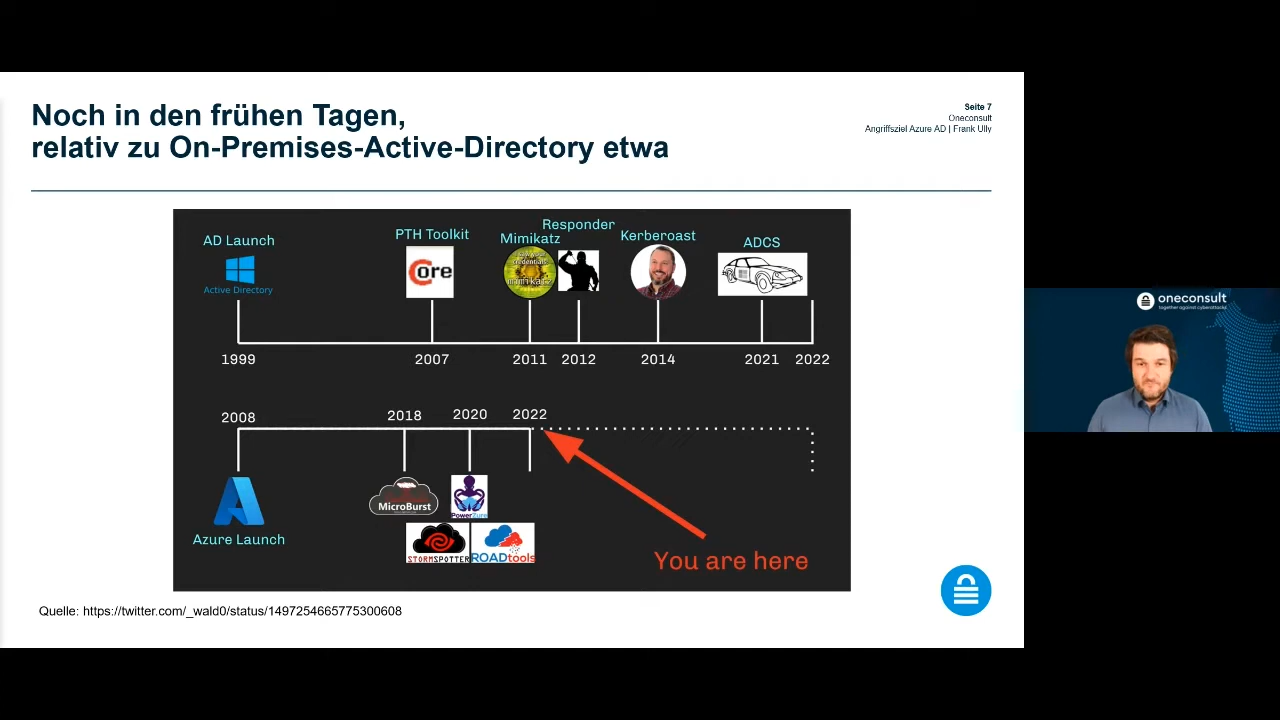 Noch in den frühen Tagen,
relativ zu On-Premises-Active-Directory etwa
Seite 7
Oneconsult
Angriffsziel Azure AD | Frank Ully
AD Launch
Active Directory
PTH Toolkit
Core
Mimikatz
mimikatz
Responder
Kerberoast
ADCS
1999
2007
2011
2012
2014
2021
2022
2008
2018
2020
2022
Azure Launch
MicroBurst
PowerZure
STORMSPOTTER
ROADtools
You are here
Quelle: https://twitter.com/_wald0/status/1497254665775300608
oneconsult
together against cyberattacks